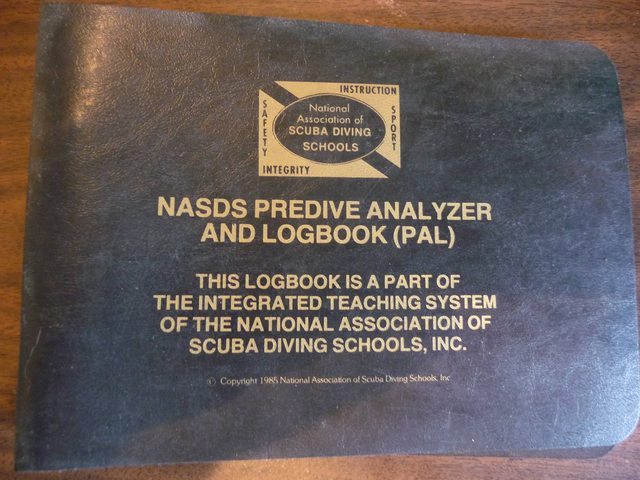 INSTRUCTION
SAFETY
National
Association of
SCUBA DIVING
SCHOOLS
SPORT
INTEGRITY
NASDS PREDIVE ANALYZER
AND LOGBOOK (PAL)
THIS LOGBOOK IS A PART OF
THE INTEGRATED TEACHING SYSTEM
OF THE NATIONAL ASSOCIATION OF
SCUBA DIVING SCHOOLS, INC.
© Copyright 1985 National Association of Scuba Diving Schools, Inc